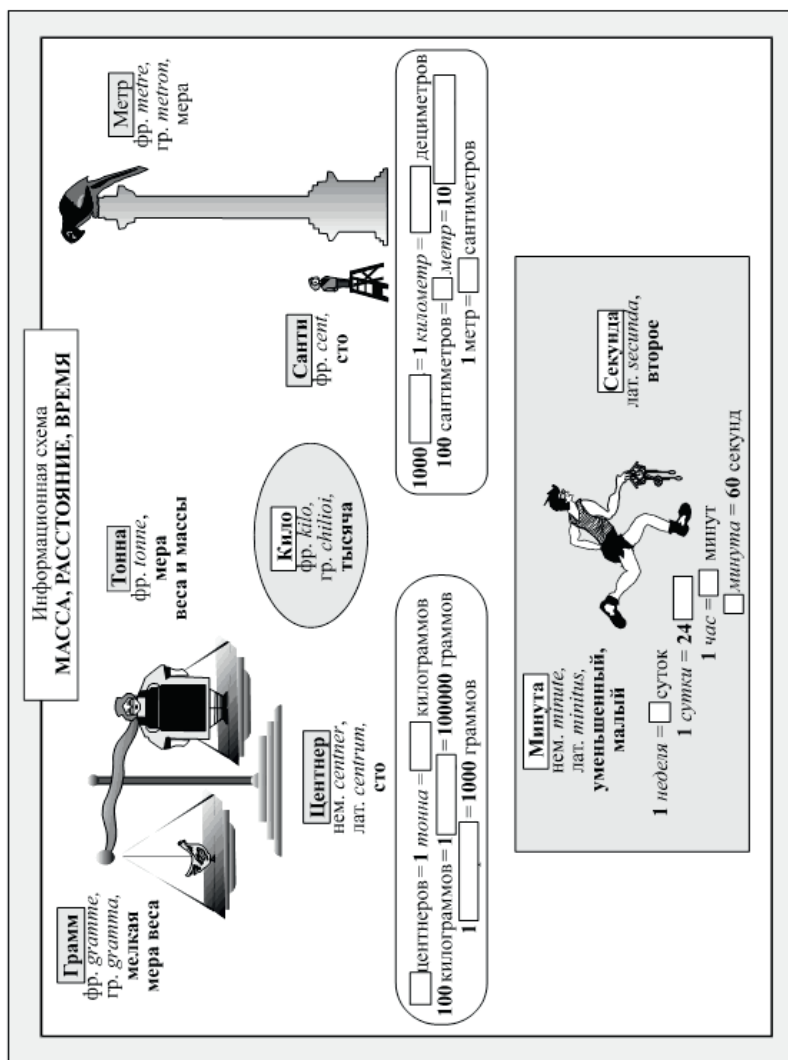 Информационная схема
МАССА, РАССТОЯНИЕ, ВРЕМЯ
Грамм
фр. gramme,
гр. gramma,
мелкая
мера веса
Центнер
нем. centner,
лат. centrum,
сто
Тонна
фр. tonne,
мера
веса и массы
Кило
фр. kilo,
гр. chilioi,
тысяча
Санти
фр. cent,
сто
Метр
фр. metre,
гр. metron,
мера
центнеров = 1 тонна = килограммов
100 килограммов = 1 = 100000 граммов
1 = 1000 граммов
1000 = 1 километр = дециметров
100 сантиметров = метр = 10
1 метр = сантиметров
Минута
нем. minute,
лат. minitus,
уменьшенный,
малый
Секунда
лат. secunda,
второе
1 неделя = суток
1 сутки = 24
1 час = минут
минута = 60 секунд